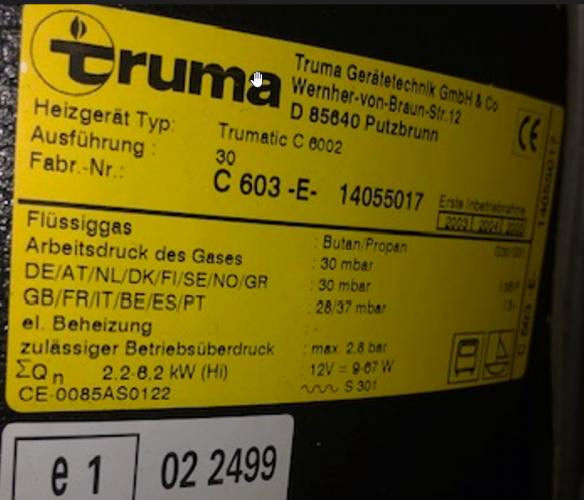 truma
Truma Gerätetechnik GmbH & Co
Wernher-von-Braun-Str.12
D 85640 Putzbrunn
CE
Heizgerät Typ: Trumatic C 6002
Ausführung : 30
Fabr.-Nr.: C 603 -E- 14055017
Erste Inbetriebnahme
2003 2004
Flüssiggas : Butan/Propan
Arbeitsdruck des Gases : 30 mbar
DE/AT/NL/DK/FI/SE/NO/GR : 30 mbar
GB/FR/IT/BE/ES/PT : 28/37 mbar
el. Beheizung : -
zulässiger Betriebsüberdruck : max. 2,8 bar
ΣQn 2.2-6.2 kW (Hi) : 12V = 9-67 W
CE-0085AS0122 S 301
C 603 -E- 14055017
e 1 02 2499